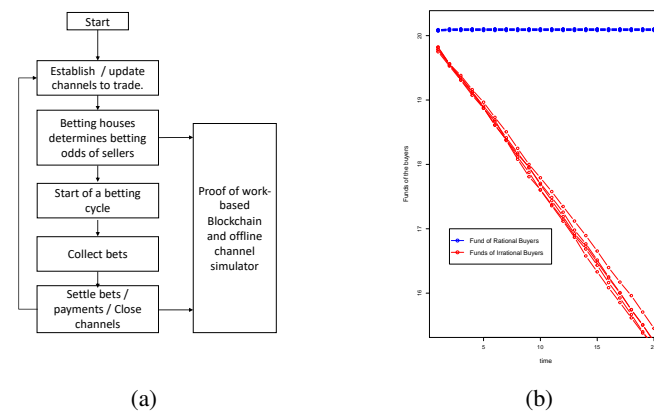 Start
Establish / update
channels to trade.
Betting houses
determines betting
odds of sellers
Start of a betting
cycle
Collect bets
Settle bets /
payments / Close
channels
Proof of work-
based
Blockchain
and offline
channel
simulator
(a)
Funds of the buyers
20
19
18
17
16
Fund of Rational Buyers
Funds of Irrational Buyers
5
10
15
time
(b)